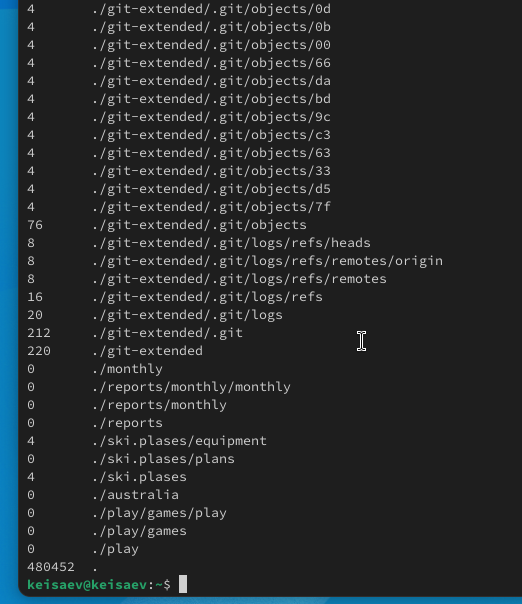 4 ./git-extended/.git/objects/0d
4 ./git-extended/.git/objects/0b
4 ./git-extended/.git/objects/00
4 ./git-extended/.git/objects/66
4 ./git-extended/.git/objects/da
4 ./git-extended/.git/objects/bd
4 ./git-extended/.git/objects/9c
4 ./git-extended/.git/objects/c3
4 ./git-extended/.git/objects/63
4 ./git-extended/.git/objects/33
4 ./git-extended/.git/objects/d5
4 ./git-extended/.git/objects/7f
76 ./git-extended/.git/objects
8 ./git-extended/.git/logs/refs/heads
8 ./git-extended/.git/logs/refs/remotes/origin
8 ./git-extended/.git/logs/refs/remotes
16 ./git-extended/.git/logs/refs
20 ./git-extended/.git/logs
212 ./git-extended/.git
220 ./git-extended
0 ./monthly
0 ./reports/monthly/monthly
0 ./reports/monthly
0 ./reports
4 ./ski.plases/equipment
0 ./ski.plases/plans
4 ./ski.plases
0 ./australia
0 ./play/games/play
0 ./play/games
0 ./play
480452 .
keisaev@keisaev:~$